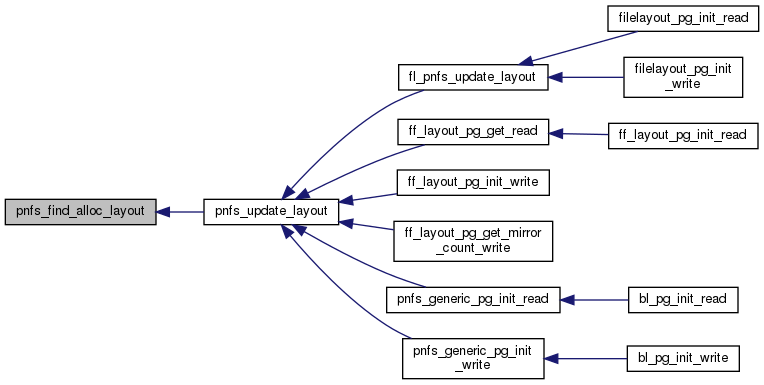 filelayout_pg_init_read
fl_pnfs_update_layout
filelayout_pg_init
_write
ff_layout_pg_get_read
ff_layout_pg_init_read
ff_layout_pg_init_write
pnfs_find_alloc_layout
pnfs_update_layout
ff_layout_pg_get_mirror
_count_write
pnfs_generic_pg_init_read
bl_pg_init_read
pnfs_generic_pg_init
_write
bl_pg_init_write